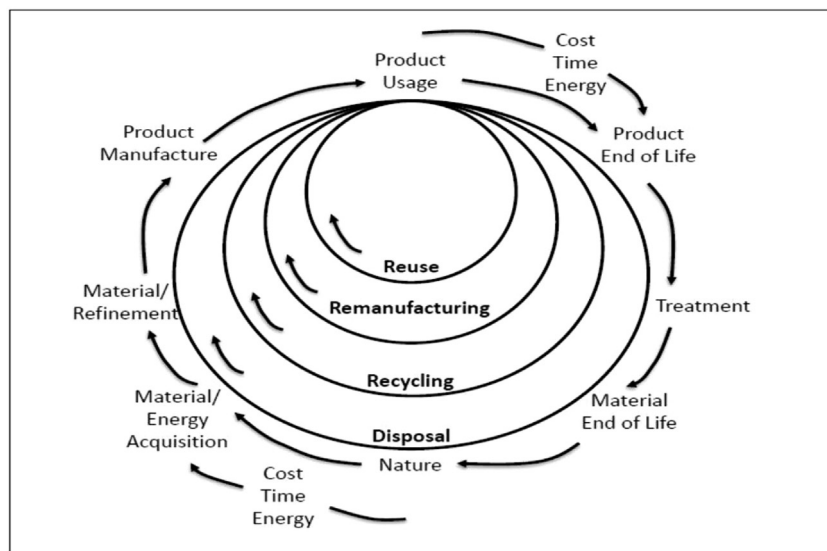 Product
Usage
Cost
Time
Energy
Product
End of Life
Treatment
Material
End of Life
Nature
Cost
Time
Energy
Material/
Energy
Acquisition
Material/
Refinement
Product
Manufacture
Reuse
Remanufacturing
Recycling
Disposal